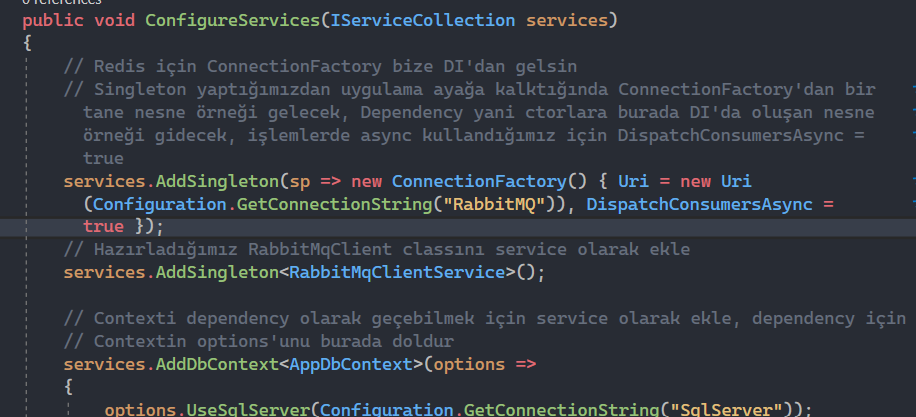 0 references
public void ConfigureServices(IServiceCollection services)
{
// Redis için ConnectionFactory bize DI'dan gelsin
// Singleton yaptığımızdan uygulama ayağa kalktığında ConnectionFactory'dan bir
tane nesne örneği gelecek, Dependency yani ctorlara burada DI'da oluşan nesne
örneği gidecek, işlemlerde async kullandığımız için DispatchConsumersAsync =
true
services.AddSingleton(sp => new ConnectionFactory() { Uri = new Uri
(Configuration.GetConnectionString("RabbitMQ")), DispatchConsumersAsync =
true });
// Hazırladığımız RabbitMqClient classını service olarak ekle
services.AddSingleton<RabbitMqClientService>();
// Contexti dependency olarak geçebilmek için service olarak ekle, dependency için
// Contextin options'unu burada doldur
services.AddDbContext<AppDbContext>(options =>
{
options.UseSqlServer(Configuration.GetConnectionString("SqlServer"));